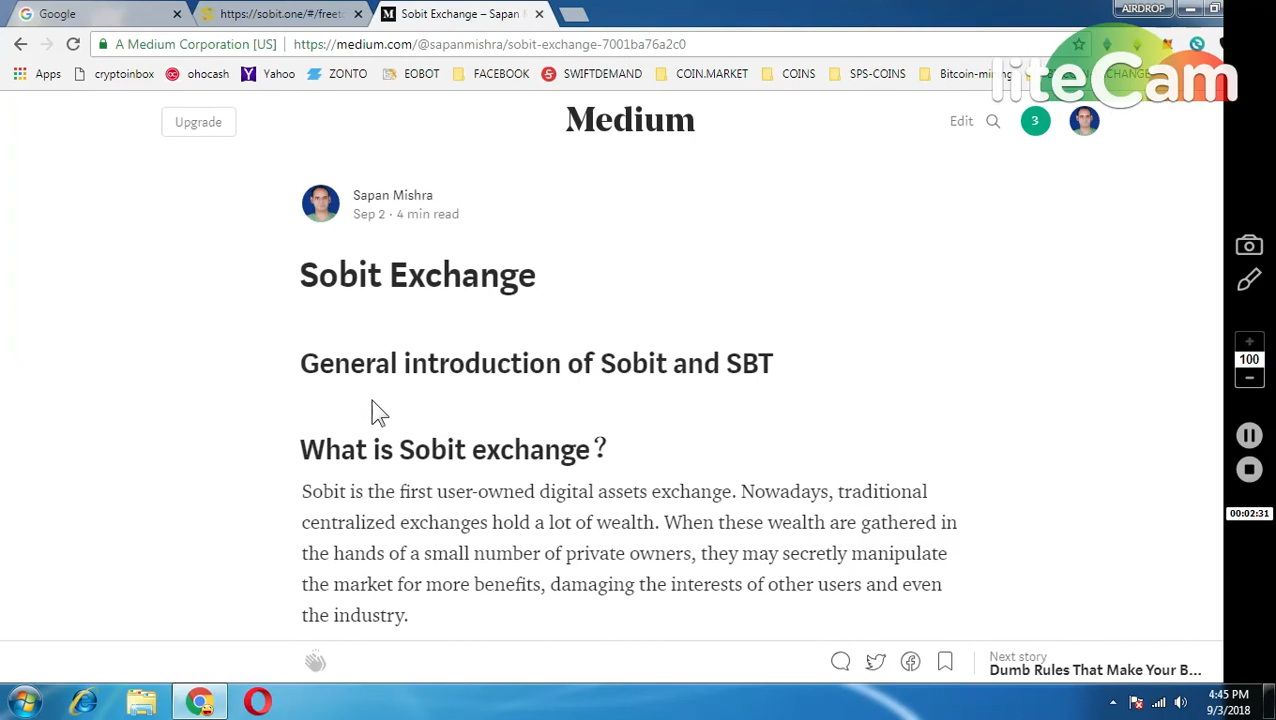 Google
https://sobit.one/#/freet
Sobit Exchange – Sapan
AIRDROP
A Medium Corporation [US]
https://medium.com/@sapanmishra/sobit-exchange-7001ba76a2c0
Apps cryptoinbox ohocash Yahoo ZONTO EOBOT FACEBOOK SWIFTDEMAND COIN.MARKET COINS SPS-COINS
liteCam
Upgrade
Medium
Edit
3
Sapan Mishra
Sep 2 · 4 min read
Sobit Exchange
General introduction of Sobit and SBT
What is Sobit exchange?
Sobit is the first user-owned digital assets exchange. Nowadays, traditional
centralized exchanges hold a lot of wealth. When these wealth are gathered in
the hands of a small number of private owners, they may secretly manipulate
the market for more benefits, damaging the interests of other users and even
the industry.
Next story
Dumb Rules That Make Your B...
100
00:02:31
4:45 PM
9/3/2018